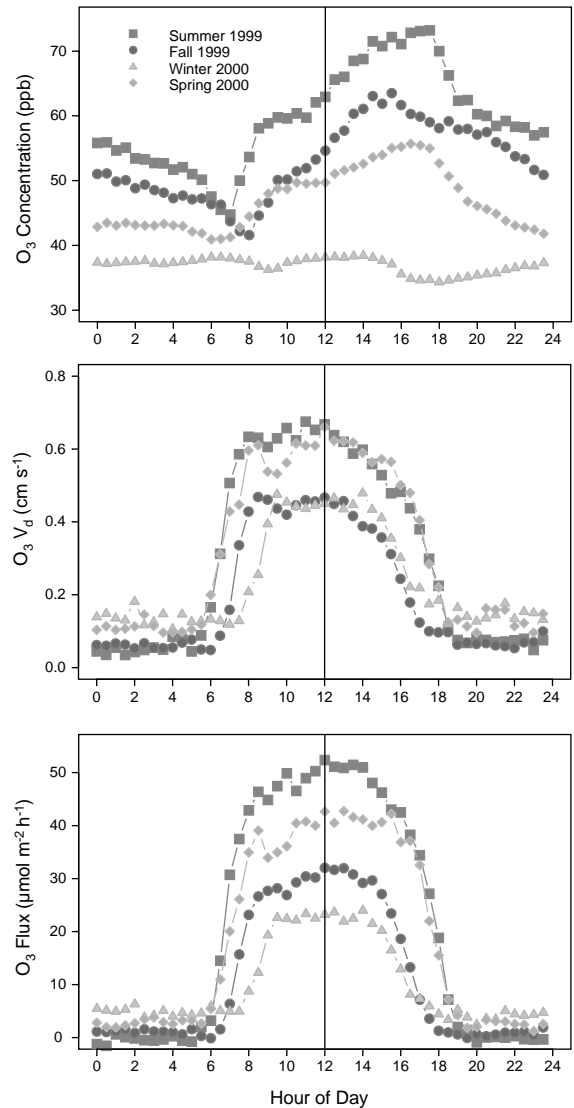 Summer 1999
Fall 1999
Winter 2000
Spring 2000
O₃ Concentration (ppb)
70
60
50
40
30
0 2 4 6 8 10 12 14 16 18 20 22 24
O₃ V_d (cm s⁻¹)
0.8
0.6
0.4
0.2
0.0
0 2 4 6 8 10 12 14 16 18 20 22 24
O₃ Flux (μmol m⁻² h⁻¹)
50
40
30
20
10
0
0 2 4 6 8 10 12 14 16 18 20 22 24
Hour of Day